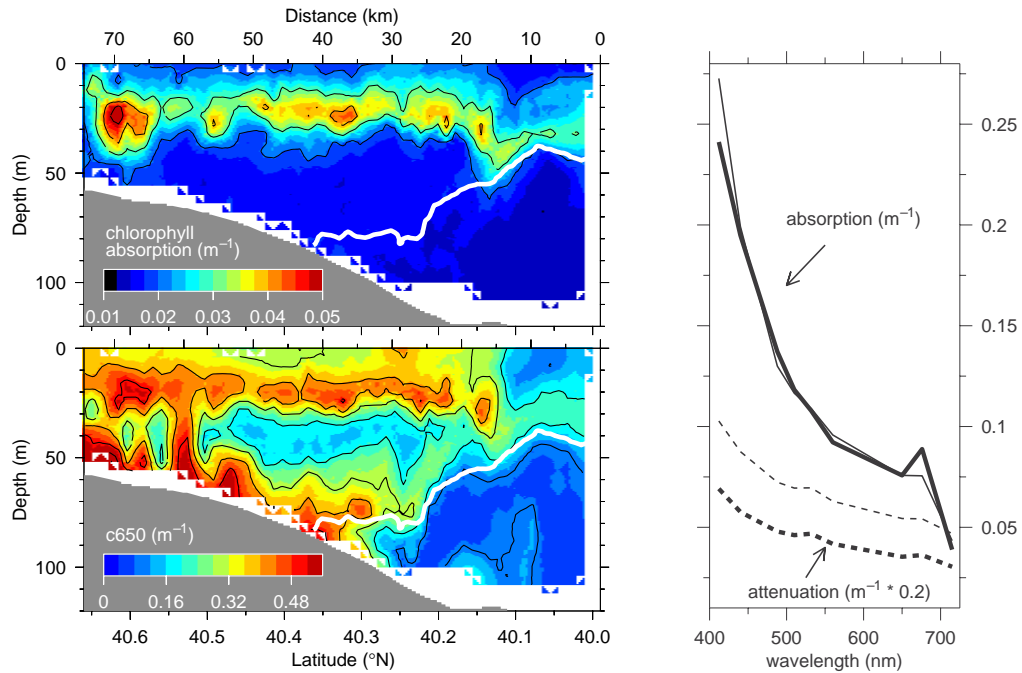 Distance (km)
70 60 50 40 30 20 10 0
0
50
100
Depth (m)
chlorophyll
absorption (m⁻¹)
0.01 0.02 0.03 0.04 0.05
0
50
100
Depth (m)
c650 (m⁻¹)
0 0.16 0.32 0.48
40.6 40.5 40.4 40.3 40.2 40.1 40.0
Latitude (°N)
0.25
0.2
0.15
0.1
0.05
absorption (m⁻¹)
attenuation (m⁻¹ * 0.2)
400 500 600 700
wavelength (nm)